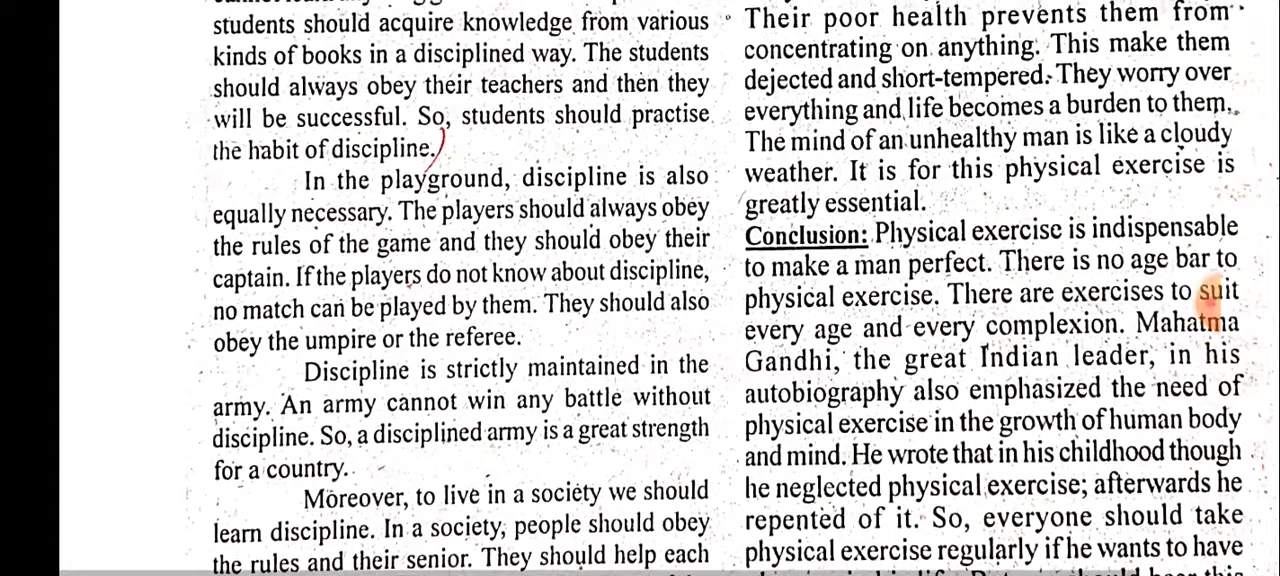 students should acquire knowledge from various
kinds of books in a disciplined way. The students
should always obey their teachers and then they
will be successful. So, students should practise
the habit of discipline.
In the playground, discipline is also
equally necessary. The players should always obey
the rules of the game and they should obey their
captain. If the players do not know about discipline,
no match can be played by them. They should also
obey the umpire or the referee.
Discipline is strictly maintained in the
army. An army cannot win any battle without
discipline. So, a disciplined army is a great strength
for a country.
Moreover, to live in a society we should
learn discipline. In a society, people should obey
the rules and their senior. They should help each
Their poor health prevents them from
concentrating on anything. This make them
dejected and short-tempered. They worry over
everything and life becomes a burden to them.
The mind of an unhealthy man is like a cloudy
weather. It is for this physical exercise is
greatly essential.
Conclusion: Physical exercise is indispensable
to make a man perfect. There is no age bar to
physical exercise. There are exercises to suit
every age and every complexion. Mahatma
Gandhi, the great Indian leader, in his
autobiography also emphasized the need of
physical exercise in the growth of human body
and mind. He wrote that in his childhood though
he neglected physical exercise; afterwards he
repented of it. So, everyone should take
physical exercise regularly if he wants to have